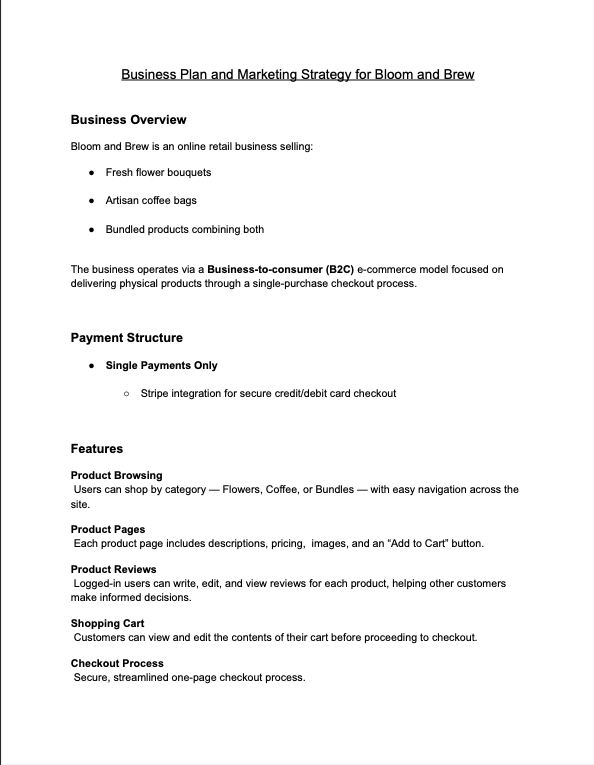 Business Plan and Marketing Strategy for Bloom and Brew
Business Overview
Bloom and Brew is an online retail business selling:
● Fresh flower bouquets
● Artisan coffee bags
● Bundled products combining both
The business operates via a Business-to-consumer (B2C) e-commerce model focused on
delivering physical products through a single-purchase checkout process.
Payment Structure
● Single Payments Only
○ Stripe integration for secure credit/debit card checkout
Features
Product Browsing
Users can shop by category — Flowers, Coffee, or Bundles — with easy navigation across the
site.
Product Pages
Each product page includes descriptions, pricing,  images, and an “Add to Cart” button.
Product Reviews
Logged-in users can write, edit, and view reviews for each product, helping other customers
make informed decisions.
Shopping Cart
Customers can view and edit the contents of their cart before proceeding to checkout.
Checkout Process
Secure, streamlined one-page checkout process.